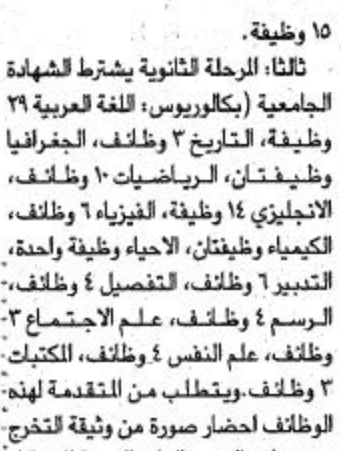 ١٥ وظيفة.
ثالثا: المرحلة الثانوية يشترط الشهادة
الجامعية (بكالوريوس: اللغة العربية ٢٩
وظيفة، التاريخ ٣ وظائف، الجغرافيا
وظيفتان، الرياضيات ١٠ وظائف،
الانجليزي ١٤ وظيفة، الفيزياء ٦ وظائف،
الكيمياء وظيفتان، الاحياء وظيفة واحدة،
التدبير ٦ وظائف، التفصيل ٤ وظائف،
الرسم ٤ وظائف، علم الاجتماع ٣
وظائف، علم النفس ٤ وظائف، المكتبات
٣ وظائف.ويتطلب من المتقدمة لهذه
الوظائف احضار صورة من وثيقة التخرج